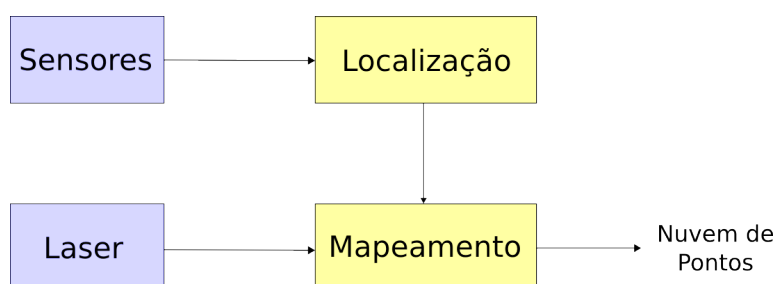 Sensores
Localização
Laser
Mapeamento
Nuvem de
Pontos